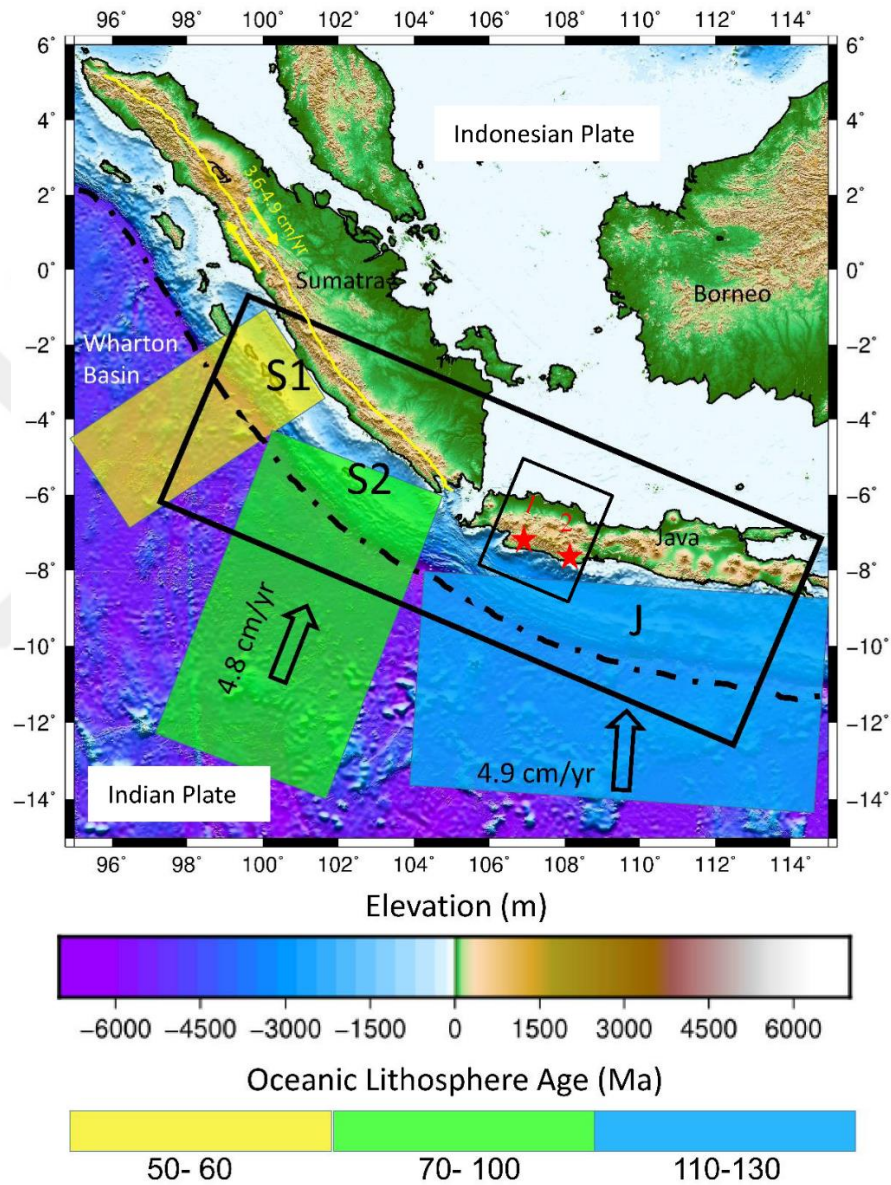 96˚ 98˚ 100˚ 102˚ 104˚ 106˚ 108˚ 110˚ 112˚ 114˚
6˚ 6˚
Indonesian Plate
4˚ 4˚
3.6-4.9 cm/yr
2˚ 2˚
0˚ 0˚
Sumatra
Borneo
Wharton
Basin
−2˚ −2˚
S1
−4˚ −4˚
S2
−6˚ −6˚
1
2
Java
−8˚ −8˚
J
−10˚ −10˚
4.8 cm/yr
−12˚ −12˚
4.9 cm/yr
Indian Plate
−14˚ −14˚
96˚ 98˚ 100˚ 102˚ 104˚ 106˚ 108˚ 110˚ 112˚ 114˚
Elevation (m)
−6000 −4500 −3000 −1500 0 1500 3000 4500 6000
Oceanic Lithosphere Age (Ma)
50- 60 70- 100 110-130